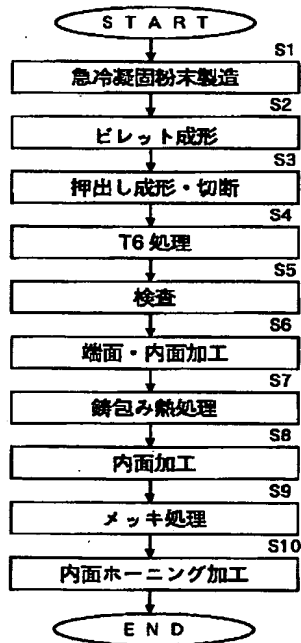 START
S1
急冷凝固粉末製造
S2
ビレット成形
S3
押出し成形・切断
S4
T6処理
S5
検査
S6
端面・内面加工
S7
鋳包み熱処理
S8
内面加工
S9
メッキ処理
S10
内面ホーニング加工
END